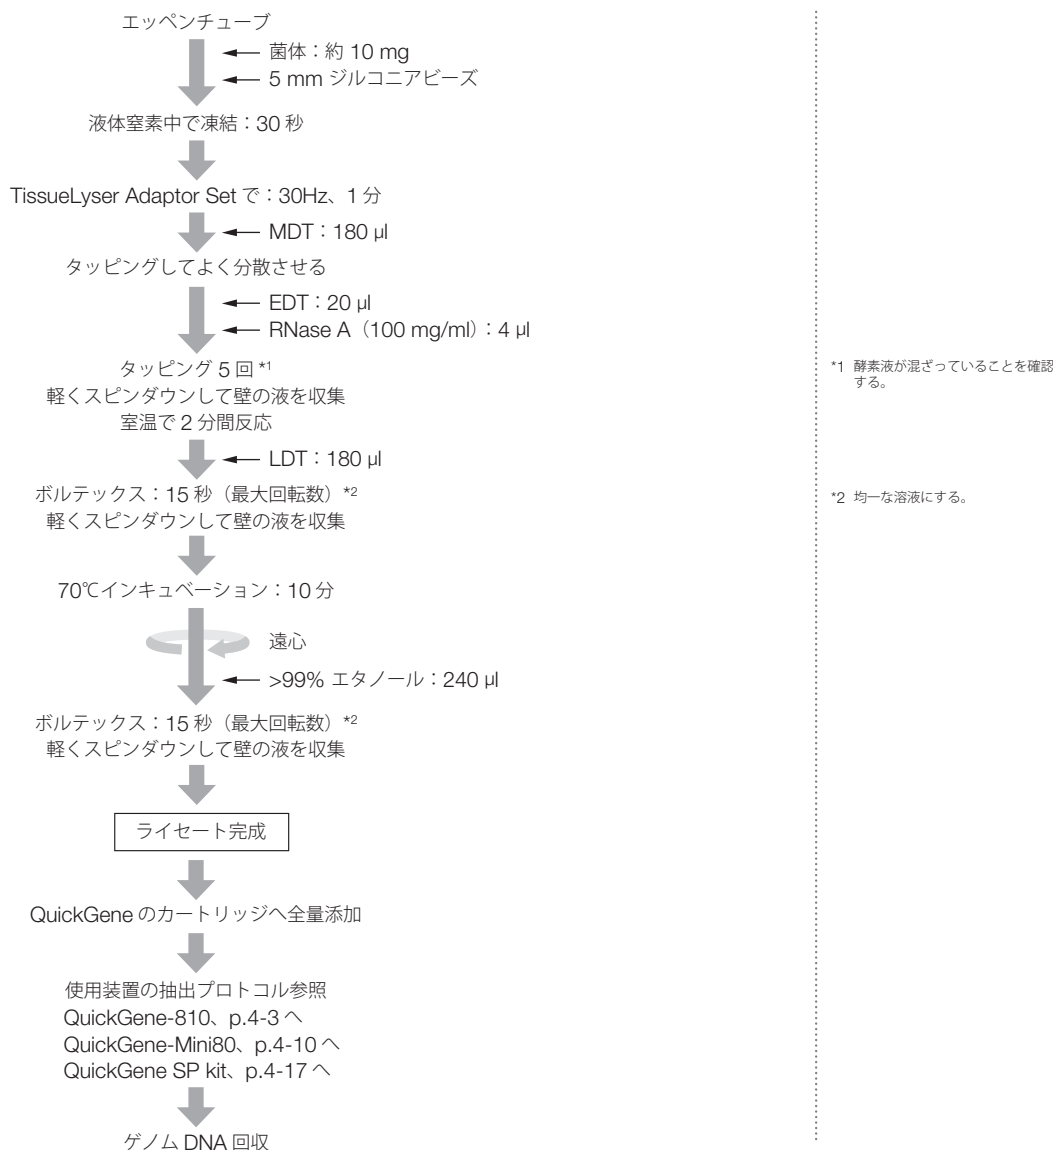 エッペンチューブ
菌体：約 10 mg
5 mm ジルコニアビーズ
液体窒素中で凍結：30 秒
TissueLyser Adaptor Set で：30Hz、1 分
MDT：180 μl
タッピングしてよく分散させる
EDT：20 μl
RNase A（100 mg/ml）：4 μl
タッピング 5 回 *1
軽くスピンダウンして壁の液を収集
室温で 2 分間反応
*1 酵素液が混ざっていることを確認
する。
LDT：180 μl
ボルテックス：15 秒（最大回転数）*2
軽くスピンダウンして壁の液を収集
*2 均一な溶液にする。
70℃インキュベーション：10 分
遠心
>99% エタノール：240 μl
ボルテックス：15 秒（最大回転数）*2
軽くスピンダウンして壁の液を収集
ライセート完成
QuickGene のカートリッジへ全量添加
使用装置の抽出プロトコル参照
QuickGene-810、p.4-3 へ
QuickGene-Mini80、p.4-10 へ
QuickGene SP kit、p.4-17 へ
ゲノム DNA 回収